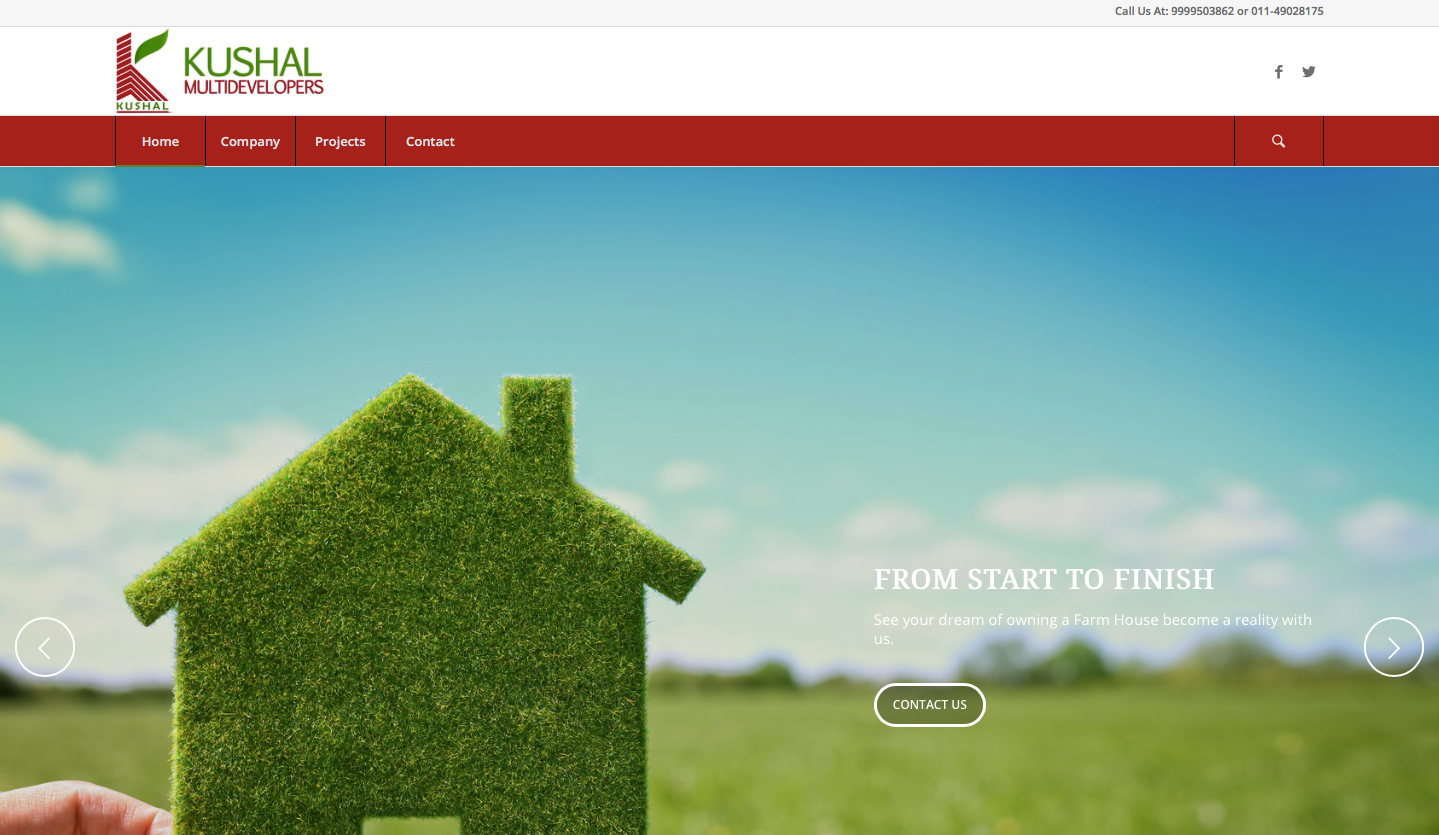 Call Us At: 9999503862 or 011-49028175
KUSHAL
MULTIDEVELOPERS
KUSHAL
Home
Company
Projects
Contact
FROM START TO FINISH
See your dream of owning a Farm House become a reality with
us.
CONTACT US